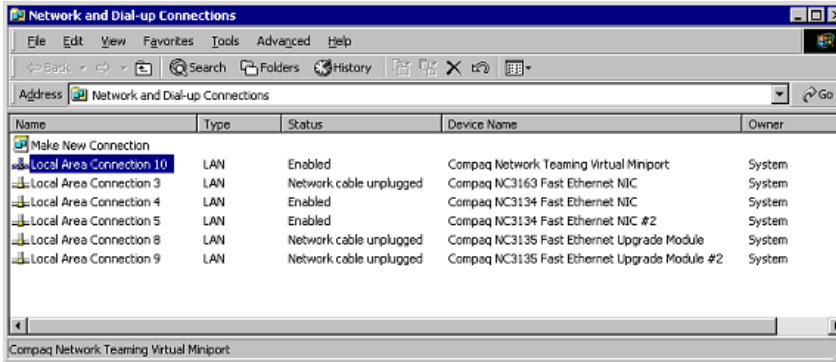 Network and Dial-up Connections
File Edit View Favorites Tools Advanced Help
Back Search Folders History
Address Network and Dial-up Connections Go
Name Type Status Device Name Owner
Make New Connection
Local Area Connection 10 LAN Enabled Compaq Network Teaming Virtual Miniport System
Local Area Connection 3 LAN Network cable unplugged Compaq NC3163 Fast Ethernet NIC System
Local Area Connection 4 LAN Enabled Compaq NC3134 Fast Ethernet NIC System
Local Area Connection 5 LAN Enabled Compaq NC3134 Fast Ethernet NIC #2 System
Local Area Connection 8 LAN Network cable unplugged Compaq NC3135 Fast Ethernet Upgrade Module System
Local Area Connection 9 LAN Network cable unplugged Compaq NC3135 Fast Ethernet Upgrade Module #2 System
Compaq Network Teaming Virtual Miniport